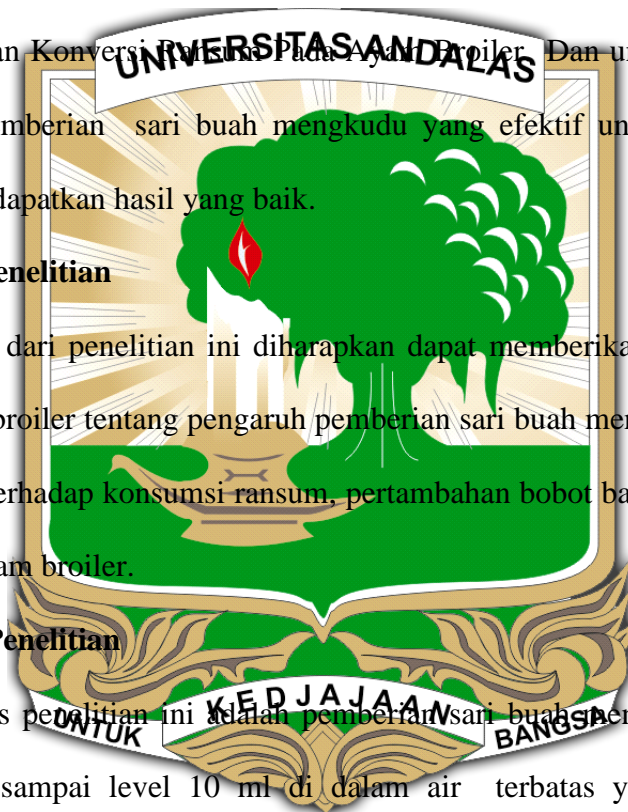 an Konversi Ransum Pada Ayam Broiler. Dan un
UNIVERSITAS ANDALAS
mberian sari buah mengkudu yang efektif un
dapatkan hasil yang baik.
enelitian
dari penelitian ini diharapkan dapat memberika
broiler tentang pengaruh pemberian sari buah mer
erhadap konsumsi ransum, pertambahan bobot ba
am broiler.
Penelitian
s penelitian ini adalah pemberian sari buah mer
UNTUK KEDJAJAAN BANGSA
sampai level 10 ml di dalam air terbatas y